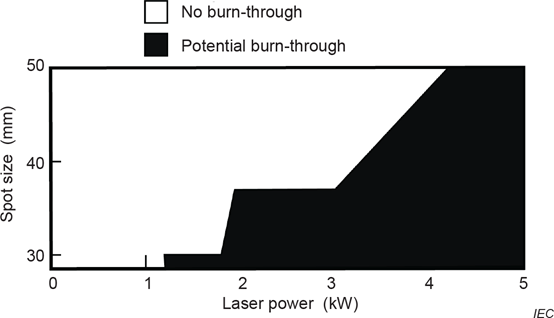 No burn-through
Potential burn-through
50
40
30
Spot size (mm)
0 1 2 3 4 5
Laser power (kW)
IEC